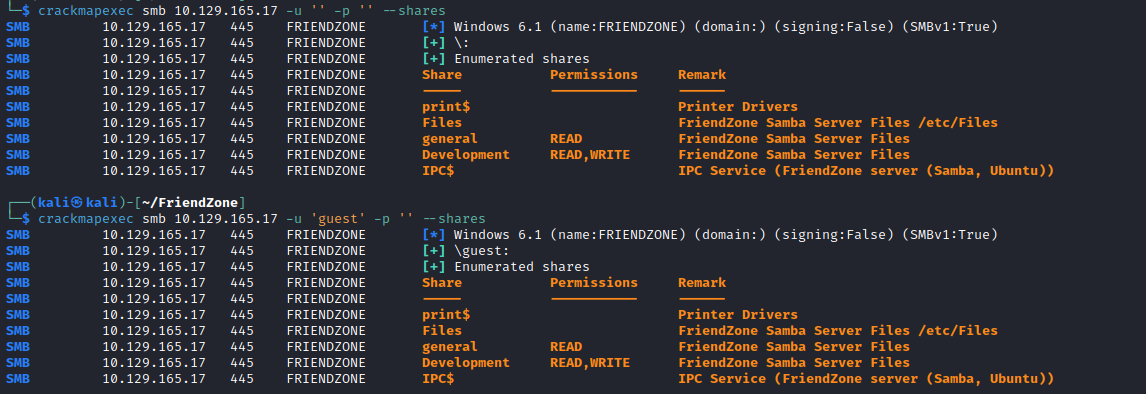 └─$ crackmapexec smb 10.129.165.17 -u '' -p '' --shares
SMB 10.129.165.17 445 FRIENDZONE [*] Windows 6.1 (name:FRIENDZONE) (domain:) (signing:False) (SMBv1:True)
SMB 10.129.165.17 445 FRIENDZONE [+] \:
SMB 10.129.165.17 445 FRIENDZONE [+] Enumerated shares
SMB 10.129.165.17 445 FRIENDZONE Share Permissions Remark
SMB 10.129.165.17 445 FRIENDZONE ----- ----------- ------
SMB 10.129.165.17 445 FRIENDZONE print$ Printer Drivers
SMB 10.129.165.17 445 FRIENDZONE Files FriendZone Samba Server Files /etc/Files
SMB 10.129.165.17 445 FRIENDZONE general READ FriendZone Samba Server Files
SMB 10.129.165.17 445 FRIENDZONE Development READ,WRITE FriendZone Samba Server Files
SMB 10.129.165.17 445 FRIENDZONE IPC$ IPC Service (FriendZone server (Samba, Ubuntu))
┌──(kali㉿kali)-[~/FriendZone]
└─$ crackmapexec smb 10.129.165.17 -u 'guest' -p '' --shares
SMB 10.129.165.17 445 FRIENDZONE [*] Windows 6.1 (name:FRIENDZONE) (domain:) (signing:False) (SMBv1:True)
SMB 10.129.165.17 445 FRIENDZONE [+] \guest:
SMB 10.129.165.17 445 FRIENDZONE [+] Enumerated shares
SMB 10.129.165.17 445 FRIENDZONE Share Permissions Remark
SMB 10.129.165.17 445 FRIENDZONE ----- ----------- ------
SMB 10.129.165.17 445 FRIENDZONE print$ Printer Drivers
SMB 10.129.165.17 445 FRIENDZONE Files FriendZone Samba Server Files /etc/Files
SMB 10.129.165.17 445 FRIENDZONE general READ FriendZone Samba Server Files
SMB 10.129.165.17 445 FRIENDZONE Development READ,WRITE FriendZone Samba Server Files
SMB 10.129.165.17 445 FRIENDZONE IPC$ IPC Service (FriendZone server (Samba, Ubuntu))